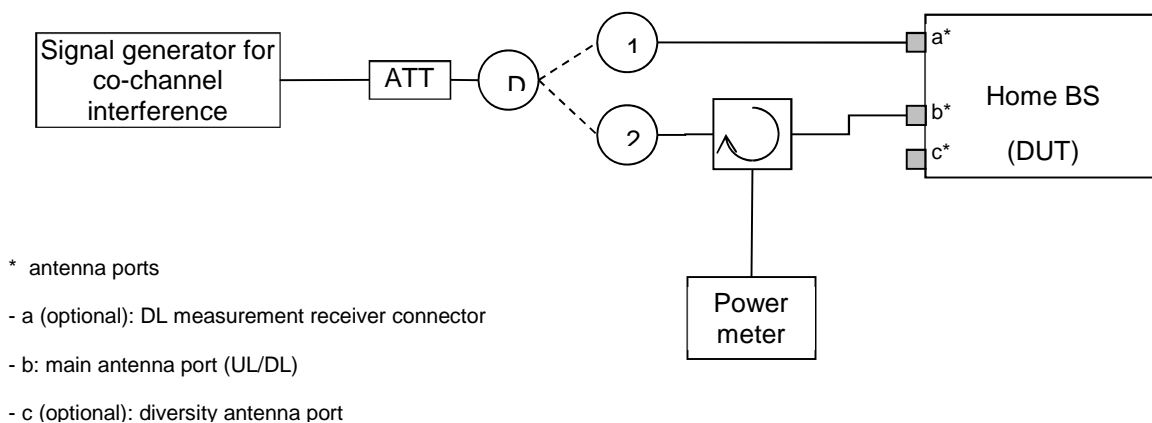 Signal generator for
co-channel
interference
ATT
D
1
2
a*
b*
c*
Home BS
(DUT)
Power
meter
* antenna ports
- a (optional): DL measurement receiver connector
- b: main antenna port (UL/DL)
- c (optional): diversity antenna port